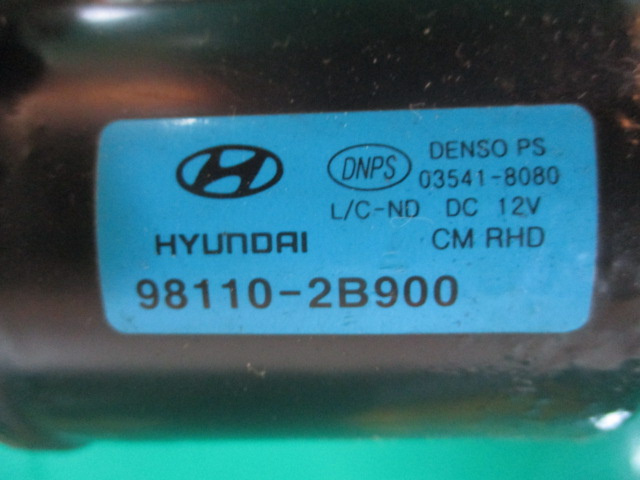 DNPS
DENSO PS
03541-8080
L/C-ND DC 12V
HYUNDAI
CM RHD
98110-2B900